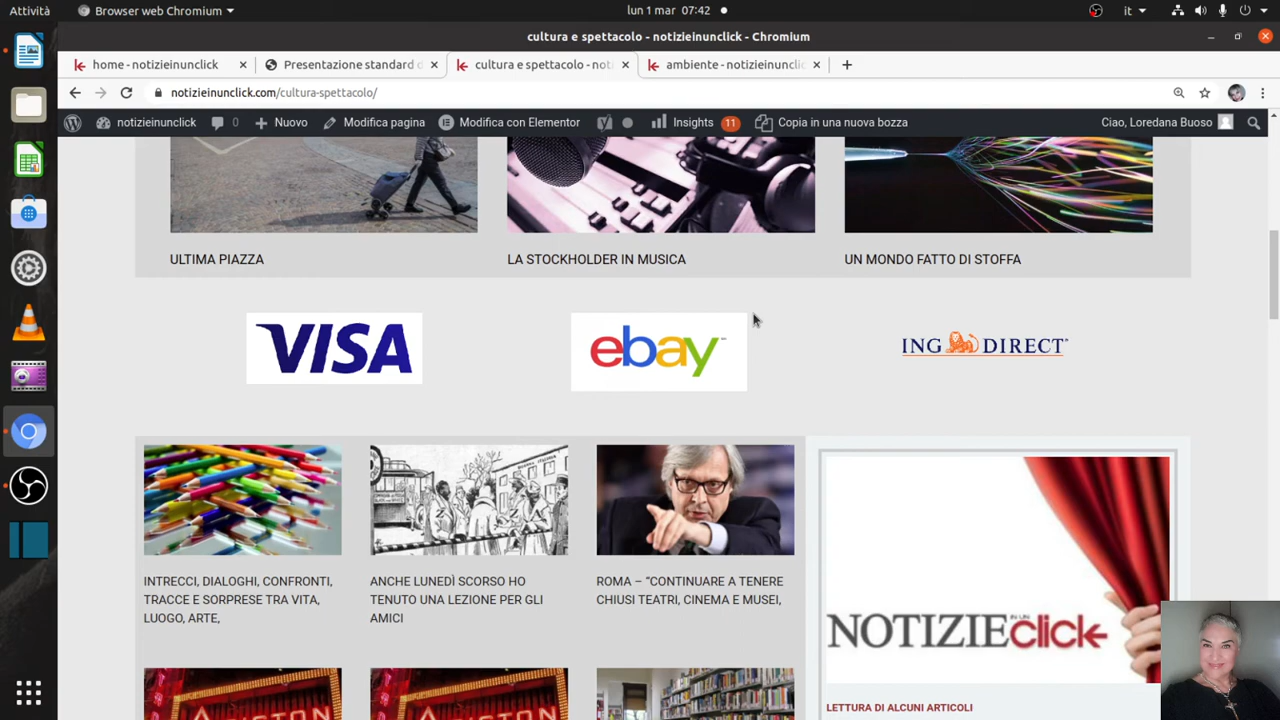 Attività
Browser web Chromium
lun 1 mar 07:42
it
cultura e spettacolo - notizieinunclick - Chromium
home - notizieinunclick
Presentazione standard d
cultura e spettacolo - noti
ambiente - notizieinunclic
notizieinunclick.com/cultura-spettacolo/
notizieinunclick
0
Nuovo
Modifica pagina
Modifica con Elementor
Insights
11
Copia in una nuova bozza
Ciao, Loredana Buoso
ULTIMA PIAZZA
LA STOCKHOLDER IN MUSICA
UN MONDO FATTO DI STOFFA
VISA
ebay
ING DIRECT
INTRECCI, DIALOGHI, CONFRONTI,
TRACCE E SORPRESE TRA VITA,
LUOGO, ARTE,
ANCHE LUNEDÌ SCORSO HO
TENUTO UNA LEZIONE PER GLI
AMICI
ROMA – “CONTINUARE A TENERE
CHIUSI TEATRI, CINEMA E MUSEI,
NOTIZIE IN UN click
LETTURA DI ALCUNI ARTICOLI